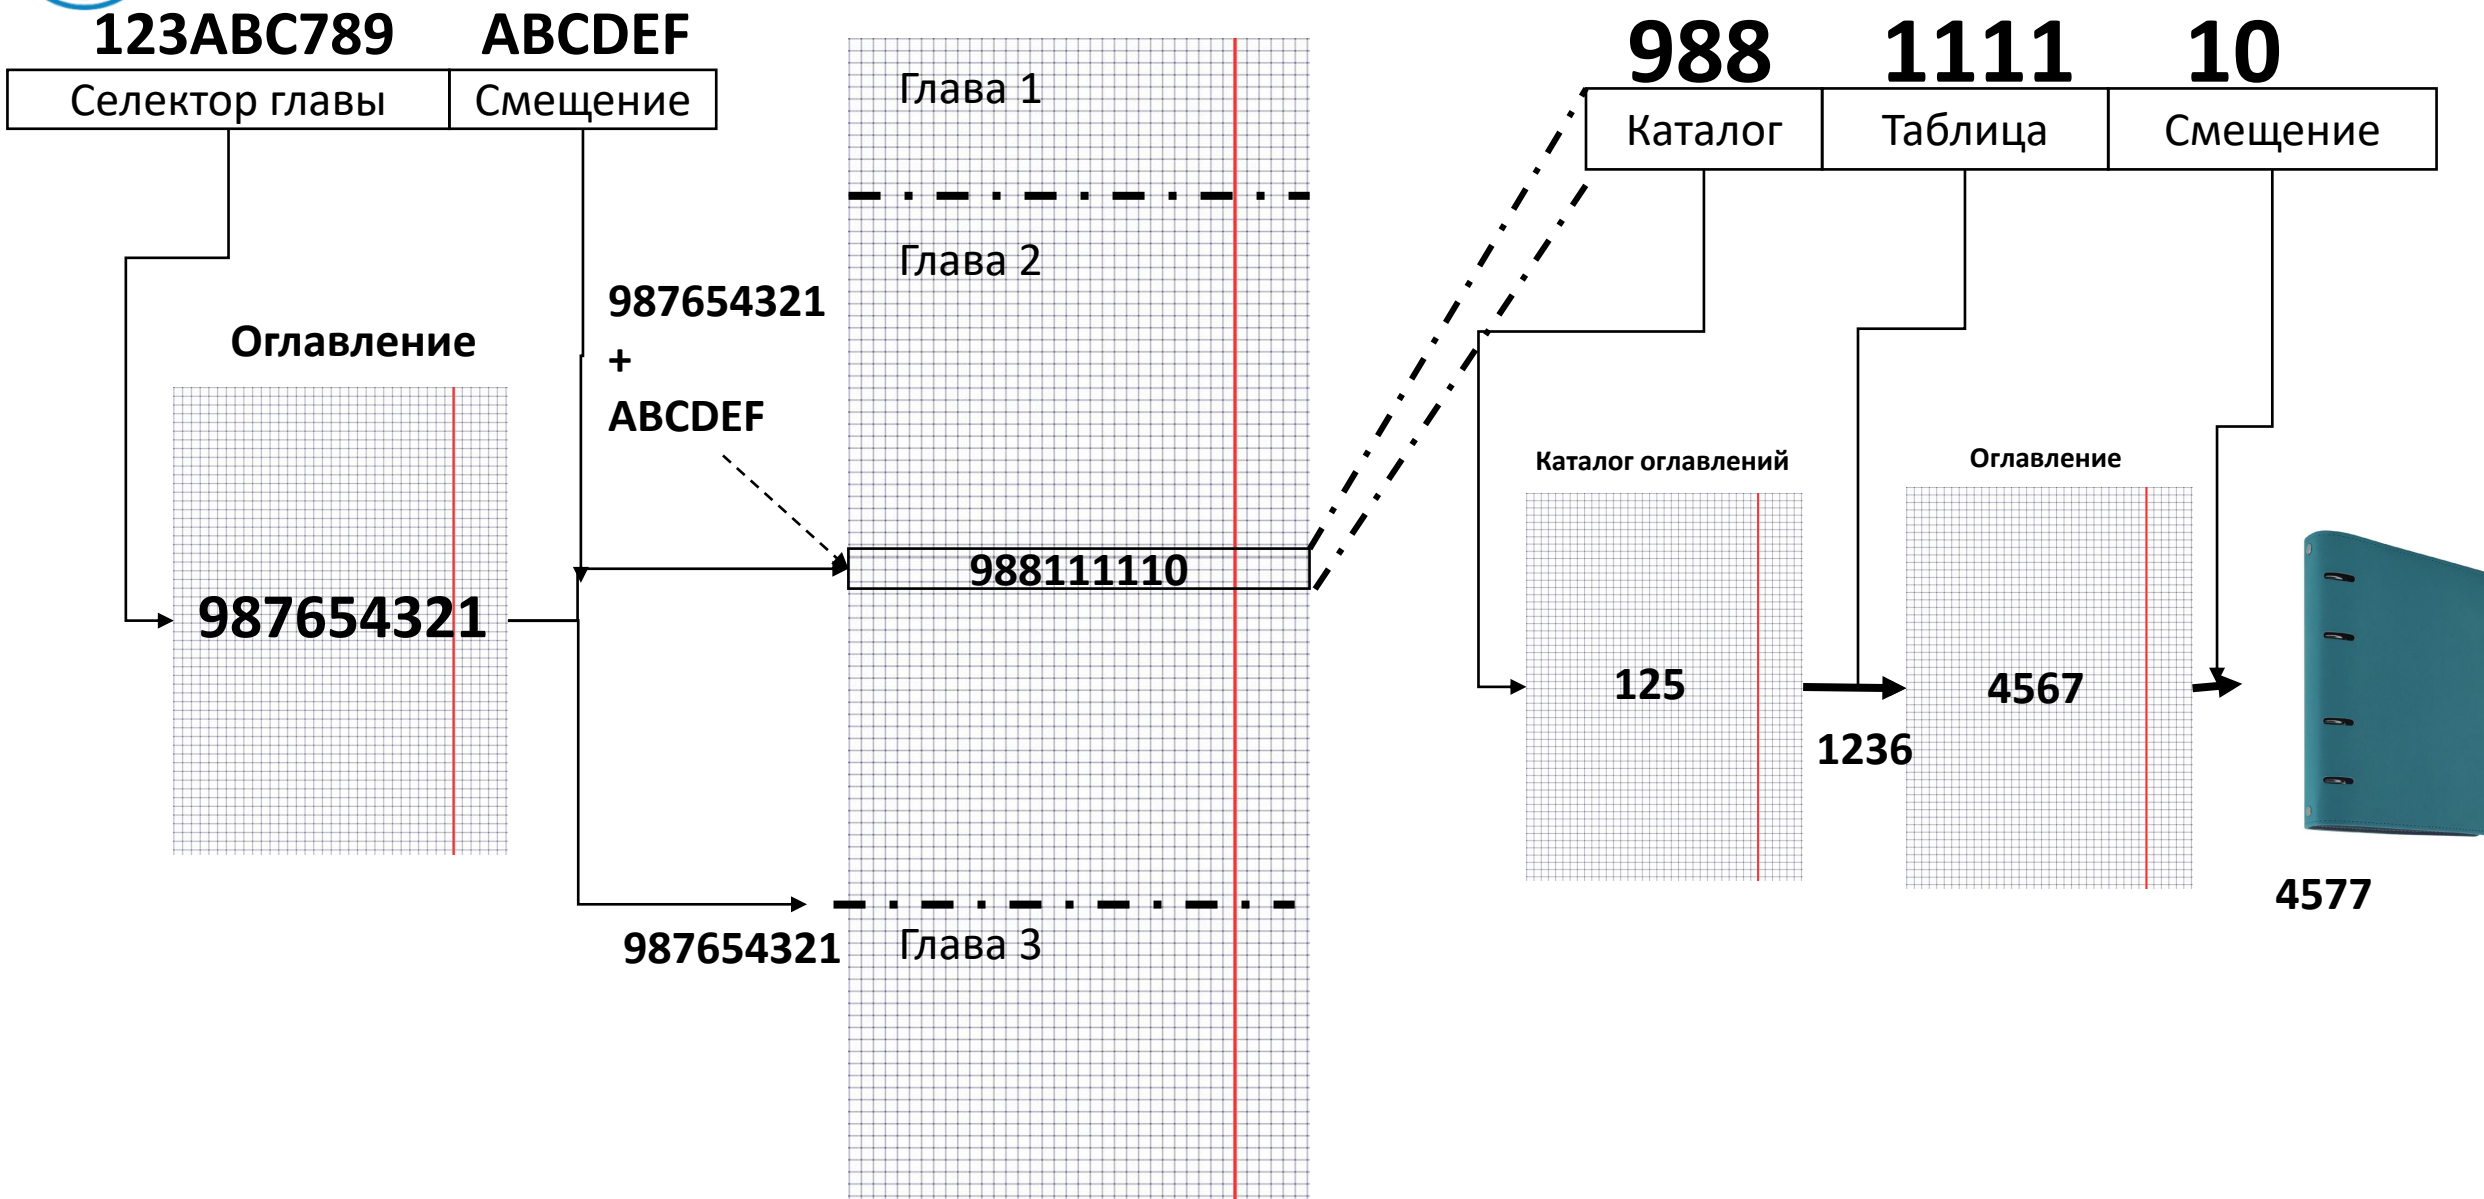 123ABC789 ABCDEF
Селектор главы Смещение
987654321
+
ABCDEF
Оглавление
987654321
987654321
Глава 1
Глава 2
988111110
Глава 3
988 1111 10
Каталог Таблица Смещение
Каталог оглавлений
Оглавление
125
4567
1236
4577